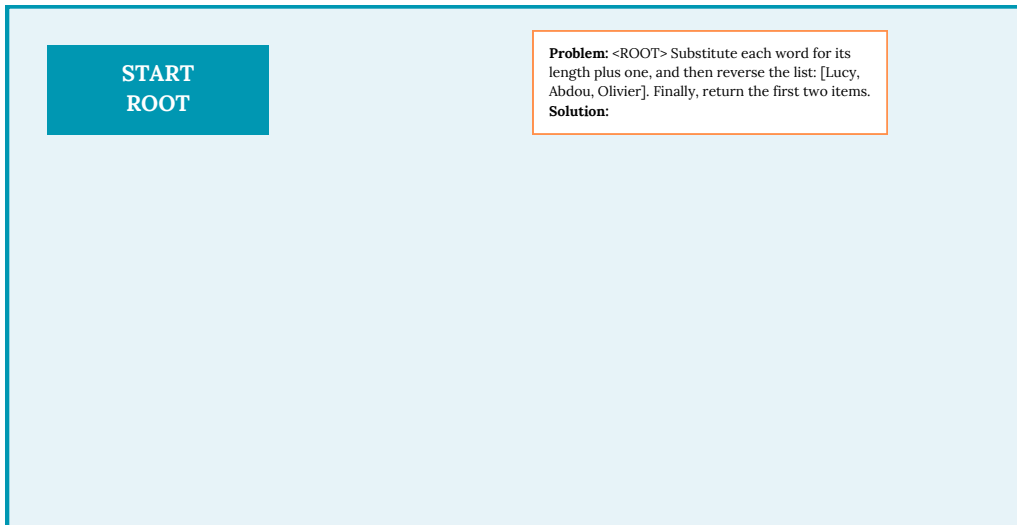 START
ROOT
Problem: <ROOT> Substitute each word for its
length plus one, and then reverse the list: [Lucy,
Abdou, Olivier]. Finally, return the first two items.
Solution: